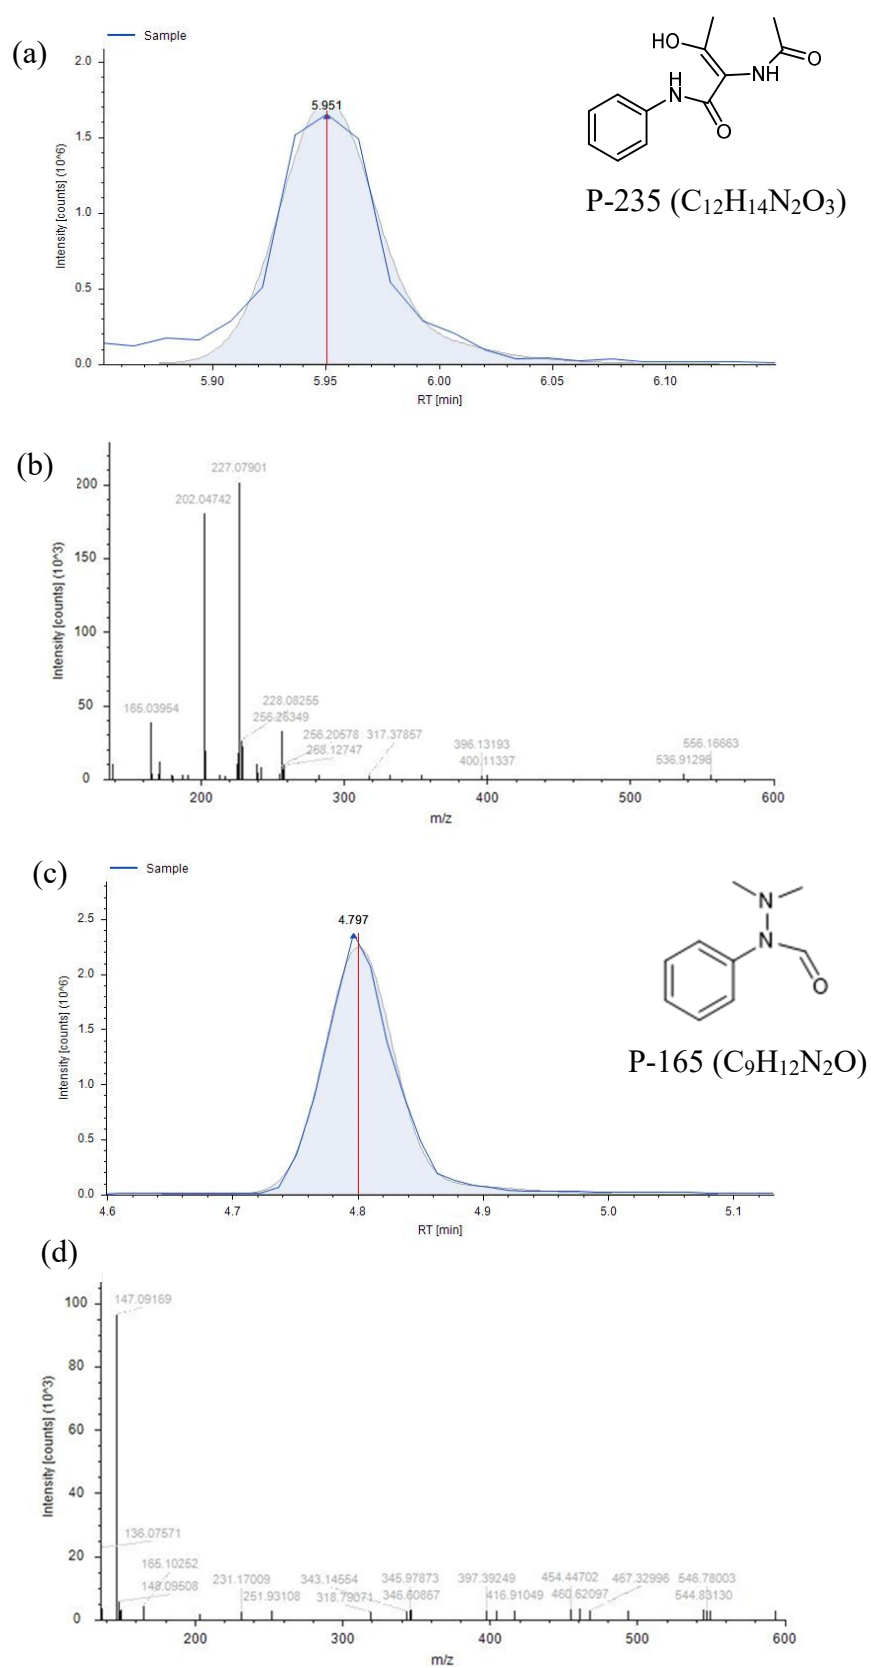 (a)
Sample
HO
NH
O
H
N
O
P-235 (C12H14N2O3)
2.0
1.5
1.0
0.5
0.0
Intensity [counts] (10^6)
5.951
5.90
5.95
6.00
6.05
6.10
RT [min]
(b)
200
150
100
50
0
Intensity [counts] (10^3)
227.07901
202.04742
165.03954
228.08255
256.26349
256.20578
268.12747
317.37857
396.13193
400.11337
556.16663
536.91296
200
300
400
500
600
m/z
(c)
Sample
N
N
O
P-165 (C9H12N2O)
2.5
2.0
1.5
1.0
0.5
0.0
Intensity [counts] (10^6)
4.797
4.6
4.7
4.8
4.9
5.0
5.1
RT [min]
(d)
100
80
60
40
20
0
Intensity [counts] (10^3)
147.09169
136.07571
165.10252
148.09508
231.17009
251.93108
343.14554
318.79071
345.97873
346.60867
397.39249
416.91049
454.44702
460.62097
467.32996
546.78003
544.83130
200
300
400
500
600
m/z